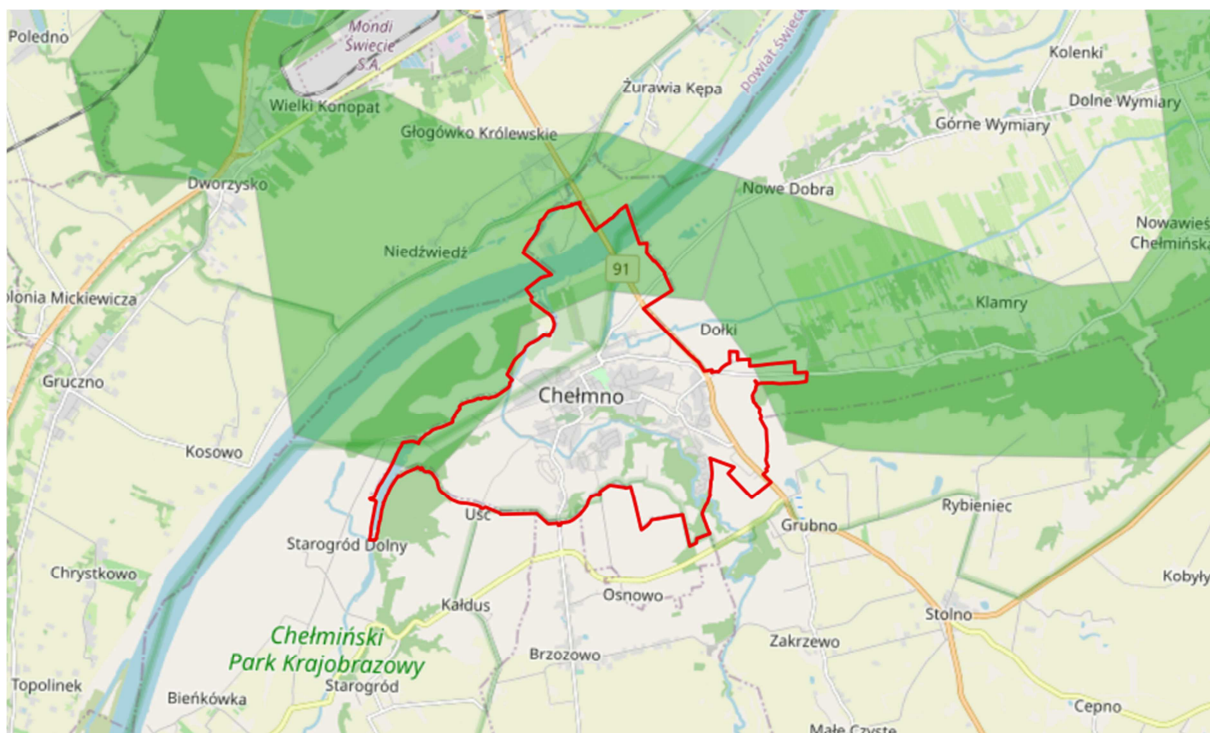 Poledno
Mondi
Świecie
S.A.
Wielki Konopat
Głogówko Królewskie
Żurawia Kępa
powiat świeck
Kolenki
Dolne Wymiary
Górne Wymiary
Dworzysko
Nowe Dobra
Nowawieś
Chełmińska
Niedźwiedź
91
olonia Mickiewicza
Klamry
Dołki
Gruczno
Chełmno
Kosowo
Uść
Rybieniec
Grubno
Starogród Dolny
Chrystkowo
Kobyły
Osnowo
Kałdus
Stolno
Chełmiński
Park Krajobrazowy
Zakrzewo
Brzozowo
Topolinek
Starogród
Bieńkówka
Cepno
Małe Czyste